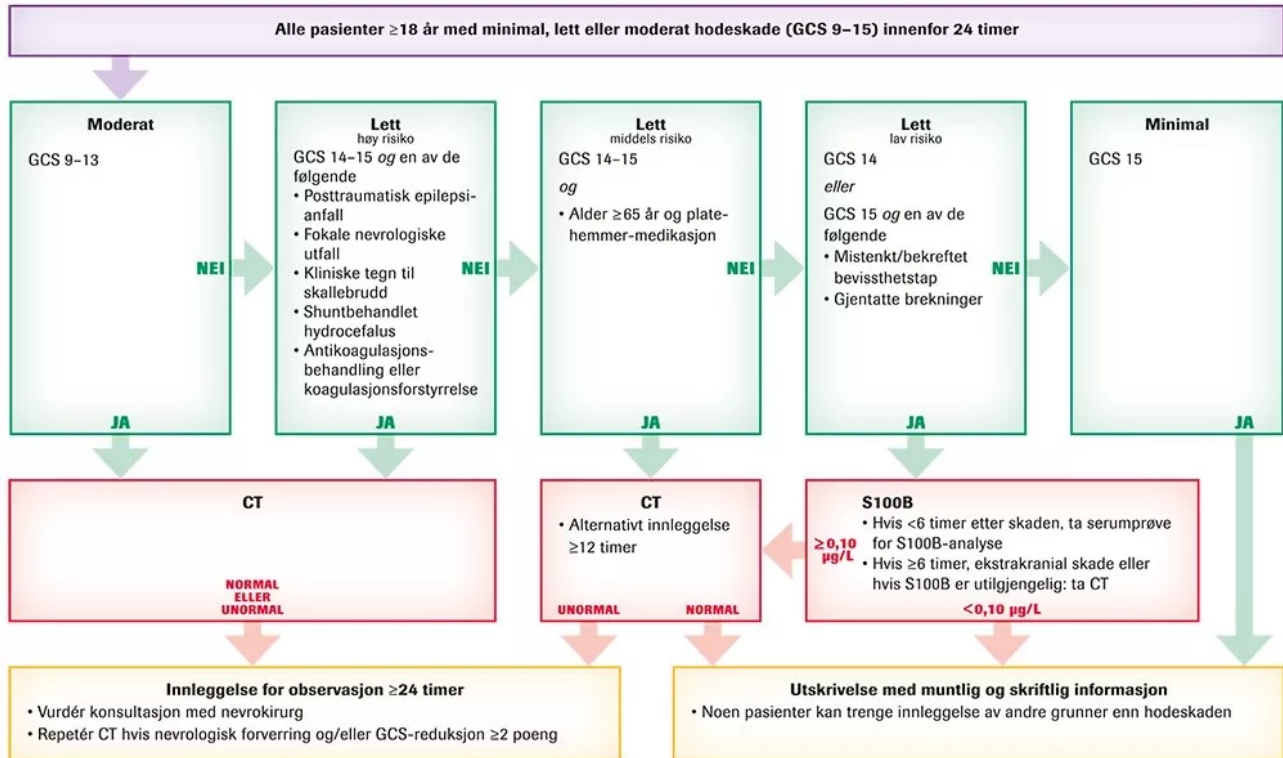 Alle pasienter ≥18 år med minimal, lett eller moderat hodeskade (GCS 9–15) innenfor 24 timer
Moderat
GCS 9–13
NEI
JA
Lett
høy risiko
GCS 14–15 og en av de
følgende
• Posttraumatisk epilepsi-
anfall
• Fokale nevrologiske
utfall
• Kliniske tegn til
skallebrudd
• Shuntbehandlet
hydrocefalus
• Antikoagulasjons-
behandling eller
koagulasjonsforstyrrelse
NEI
JA
Lett
middels risiko
GCS 14–15
og
• Alder ≥65 år og plate-
hemmer-medikasjon
NEI
JA
Lett
lav risiko
GCS 14
eller
GCS 15 og en av de
følgende
• Mistenkt/bekreftet
bevissthetstap
• Gjentatte brekninger
NEI
JA
Minimal
GCS 15
JA
CT
NORMAL
ELLER
UNORMAL
CT
• Alternativt innleggelse
≥12 timer
UNORMAL
NORMAL
S100B
• Hvis <6 timer etter skaden, ta serumprøve
for S100B-analyse
• Hvis ≥6 timer, ekstrakranial skade eller
hvis S100B er utilgjengelig: ta CT
≥0,10
µg/L
<0,10 µg/L
Innleggelse for observasjon ≥24 timer
• Vurdér konsultasjon med nevrokirurg
• Repetér CT hvis nevrologisk forverring og/eller GCS-reduksjon ≥2 poeng
Utskrivelse med muntlig og skriftlig informasjon
• Noen pasienter kan trenge innleggelse av andre grunner enn hodeskaden